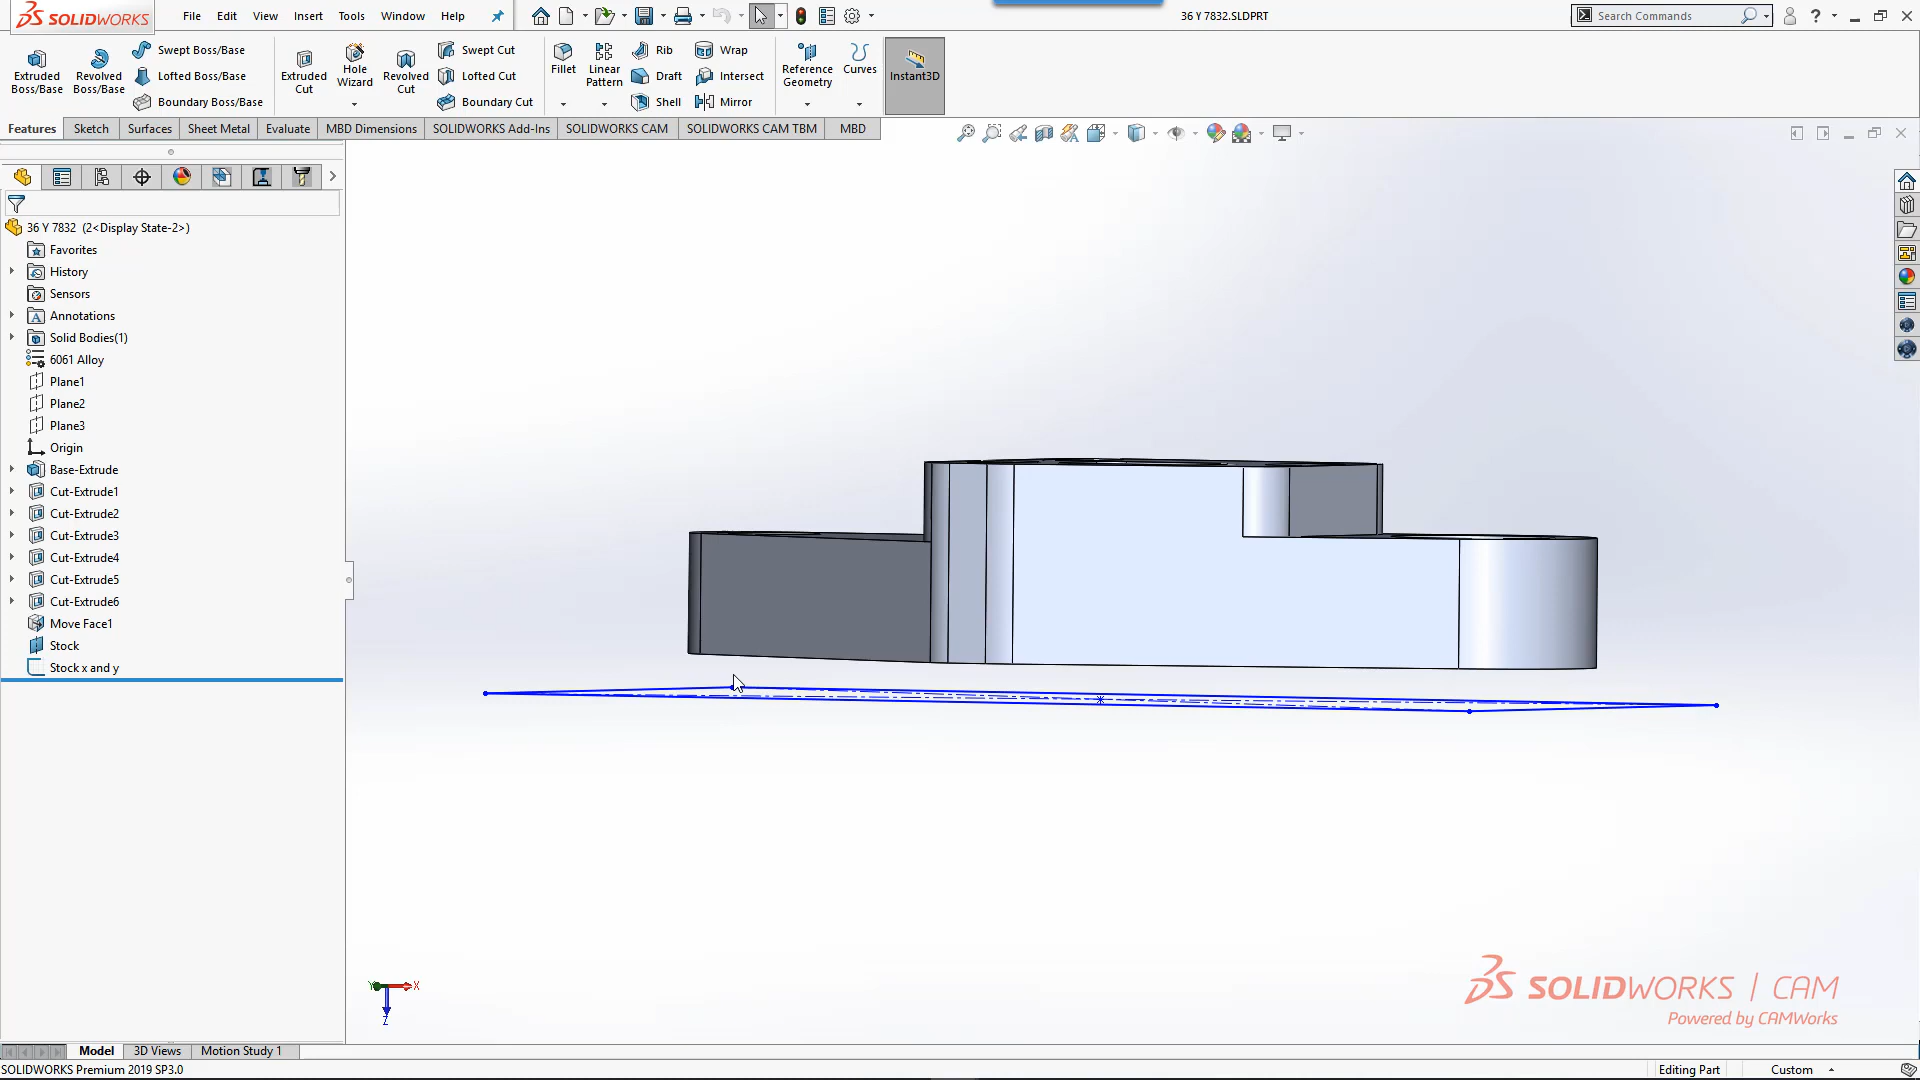 SOLIDWORKS
File Edit View Insert Tools Window Help
36 Y 7832.SLDPRT
Search Commands
Extruded Boss/Base
Revolved Boss/Base
Swept Boss/Base
Lofted Boss/Base
Boundary Boss/Base
Extruded Cut
Hole Wizard
Revolved Cut
Swept Cut
Lofted Cut
Boundary Cut
Fillet
Linear Pattern
Rib
Draft
Shell
Wrap
Intersect
Mirror
Reference Geometry
Curves
Instant3D
Features Sketch Surfaces Sheet Metal Evaluate MBD Dimensions SOLIDWORKS Add-Ins SOLIDWORKS CAM SOLIDWORKS CAM TBM MBD
36 Y 7832 (2<Display State-2>)
Favorites
History
Sensors
Annotations
Solid Bodies(1)
6061 Alloy
Plane1
Plane2
Plane3
Origin
Base-Extrude
Cut-Extrude1
Cut-Extrude2
Cut-Extrude3
Cut-Extrude4
Cut-Extrude5
Cut-Extrude6
Move Face1
Stock
Stock x and y
Y X
Z
SOLIDWORKS | CAM
Powered by CAMWorks
Model 3D Views Motion Study 1
SOLIDWORKS Premium 2019 SP3.0
Editing Part Custom